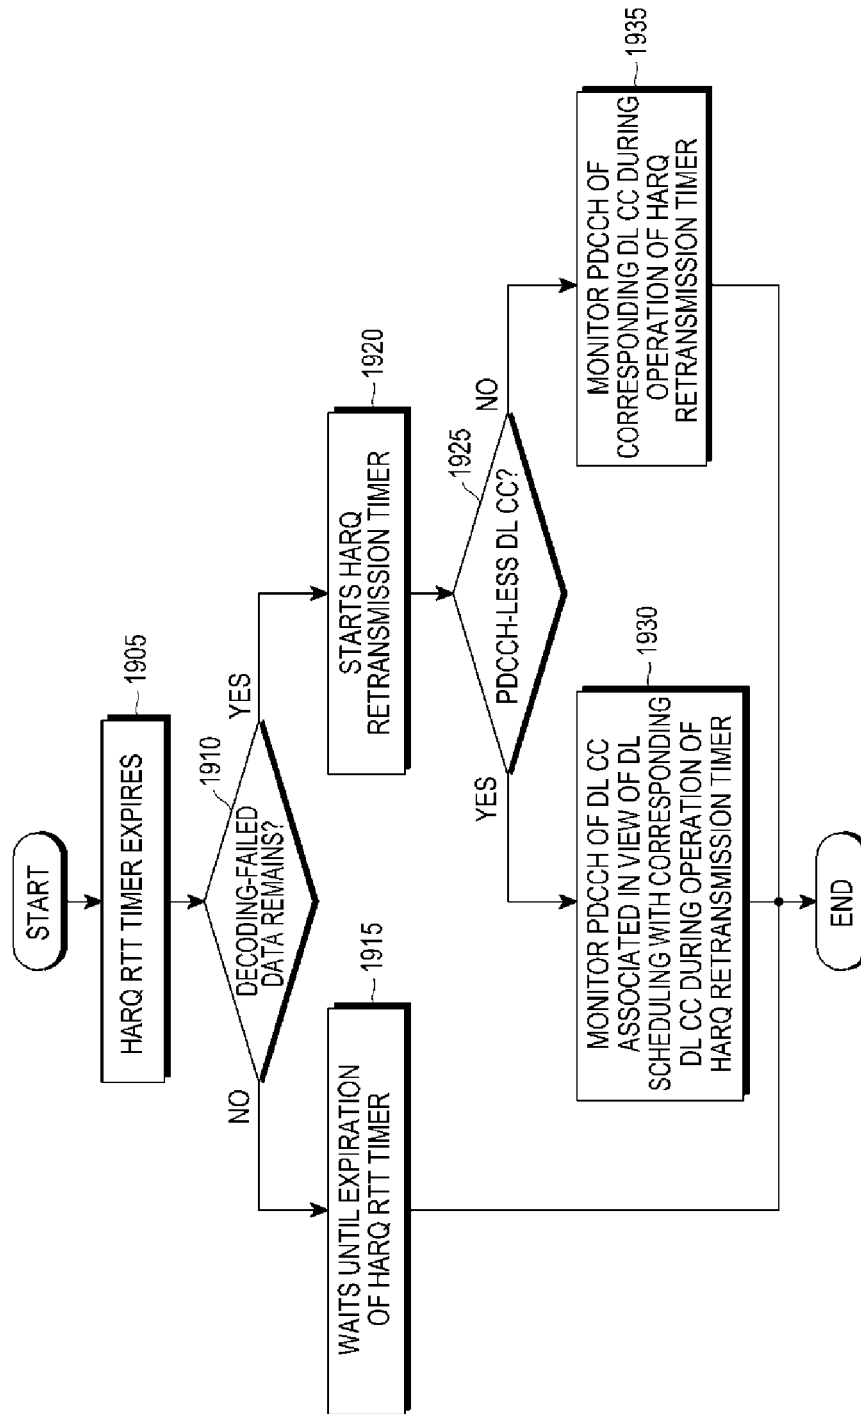 START
HARQ RTT TIMER EXPIRES
1905
DECODING-FAILED
DATA REMAINS?
1910
NO
YES
WAITS UNTIL EXPIRATION
OF HARQ RTT TIMER
1915
STARTS HARQ
RETRANSMISSION TIMER
1920
PDCCH-LESS DL CC?
1925
YES
NO
MONITOR PDCCH OF DL CC
ASSOCIATED IN VIEW OF DL
SCHEDULING WITH CORRESPONDING
DL CC DURING OPERATION OF
HARQ RETRANSMISSION TIMER
1930
MONITOR PDCCH OF
CORRESPONDING DL CC DURING
OPERATION OF HARQ
RETRANSMISSION TIMER
1935
END